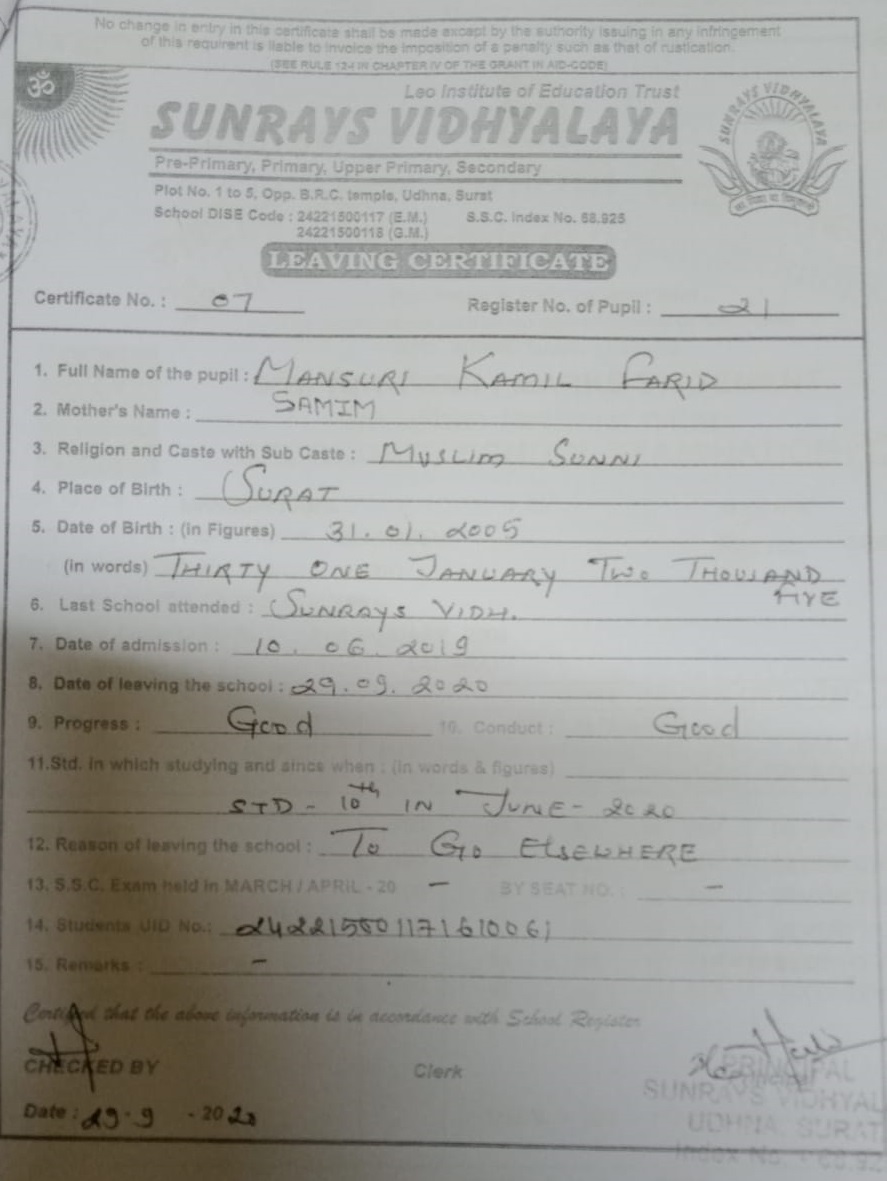 No change in entry in this certificate shall be made except by the authority issuing in any infringement
of this requirent is liable to invoice the imposition of a penalty such as that of rustication.
(SEE RULE 124 IN CHAPTER IV OF THE GRANT IN AID-CODE)
ॐ
Leo Institute of Education Trust
SUNRAYS VIDHYALAYA
SUNRAYS VIDHYALAYA
Pre-Primary, Primary, Upper Primary, Secondary
Plot No. 1 to 5, Opp. B.R.C. temple, Udhna, Surat
School DISE Code : 24221500117 (E.M.) S.S.C. Index No. 68.925
24221500118 (G.M.)
LEAVING CERTIFICATE
Certificate No. : 07 Register No. of Pupil : 21
1. Full Name of the pupil : MANSURI KAMIL FARID
2. Mother's Name : SAMIM
3. Religion and Caste with Sub Caste : MUSLIM SUNNI
4. Place of Birth : SURAT
5. Date of Birth : (in Figures) 31.01.2005
(in words) THIRTY ONE JANUARY TWO THOUSAND
FIVE
6. Last School attended : SUNRAYS VIDH.
7. Date of admission : 10.06.2019
8. Date of leaving the school : 29.09.2020
9. Progress : Good 10. Conduct : Good
11.Std. in which studying and since when : (in words & figures)
STD - 10th IN JUNE - 2020
12. Reason of leaving the school : To Go ELSEWHERE
13. S.S.C. Exam held in MARCH / APRIL - 20 - BY SEAT NO. : -
14. Students UID No.: 242215001171610061
15. Remarks : -
Certified that the above information is in accordance with School Register
CHECKED BY Clerk PRINCIPAL
SUNRAYS VIDHYAL
Date : 29.9 - 2020
UDHNA, SURAT
Index No. : 68.92